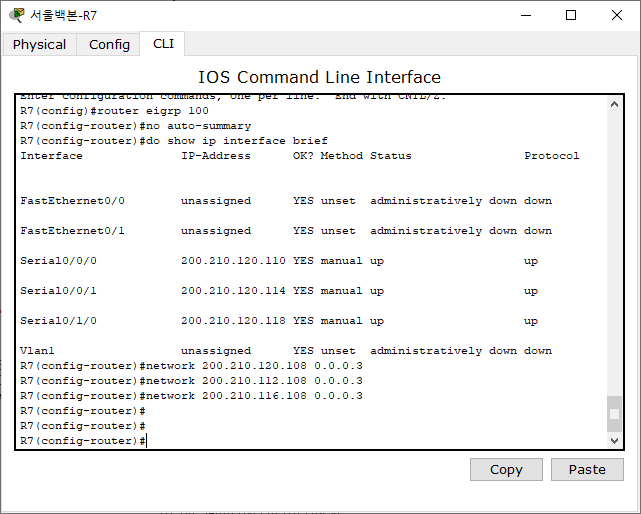 서울백본-R7
Physical Config CLI
IOS Command Line Interface
Enter configuration commands, one per line. End with CNTL/Z.
R7(config)#router eigrp 100
R7(config-router)#no auto-summary
R7(config-router)#do show ip interface brief
Interface IP-Address OK? Method Status Protocol
FastEthernet0/0 unassigned YES unset administratively down down
FastEthernet0/1 unassigned YES unset administratively down down
Serial0/0/0 200.210.120.110 YES manual up up
Serial0/0/1 200.210.120.114 YES manual up up
Serial0/1/0 200.210.120.118 YES manual up up
Vlan1 unassigned YES unset administratively down down
R7(config-router)#network 200.210.120.108 0.0.0.3
R7(config-router)#network 200.210.112.108 0.0.0.3
R7(config-router)#network 200.210.116.108 0.0.0.3
R7(config-router)#
R7(config-router)#
R7(config-router)#
Copy Paste